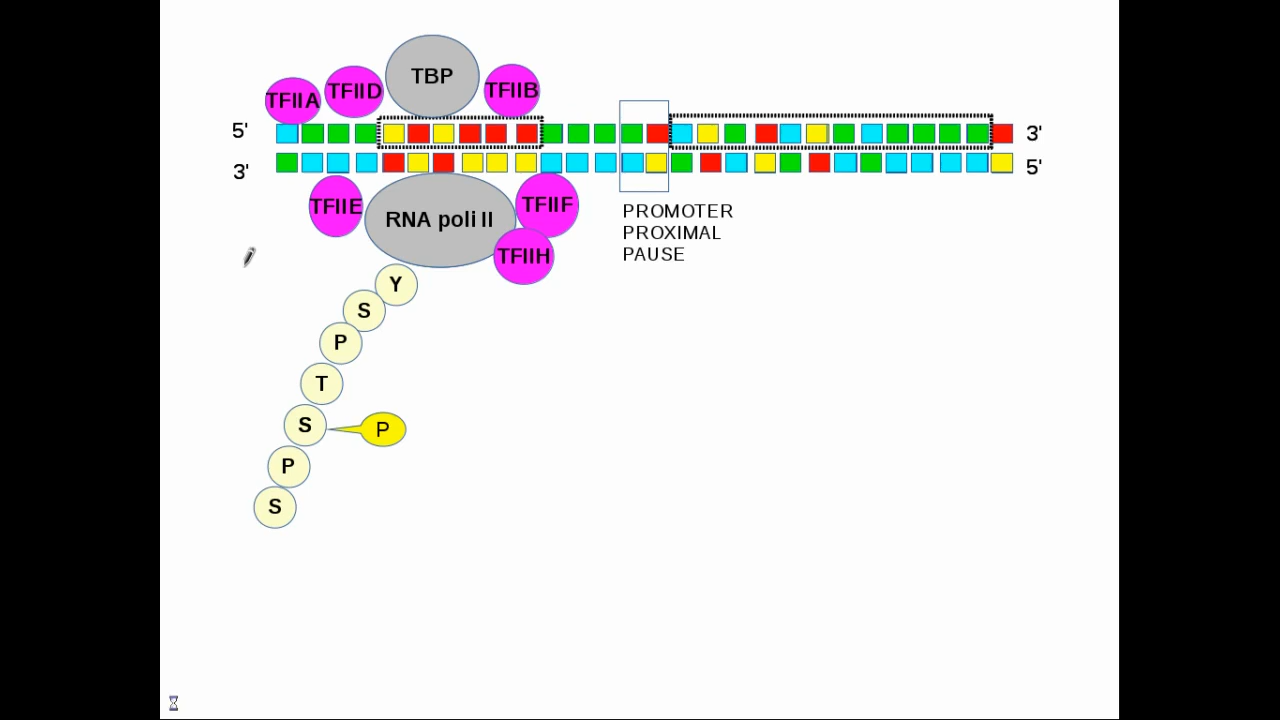 TBP
TFIIA
TFIID
TFIIB
5'
3'
3'
5'
TFIIE
RNA poli II
TFIIF
TFIIH
PROMOTER
PROXIMAL
PAUSE
Y
S
P
T
S
P
P
S